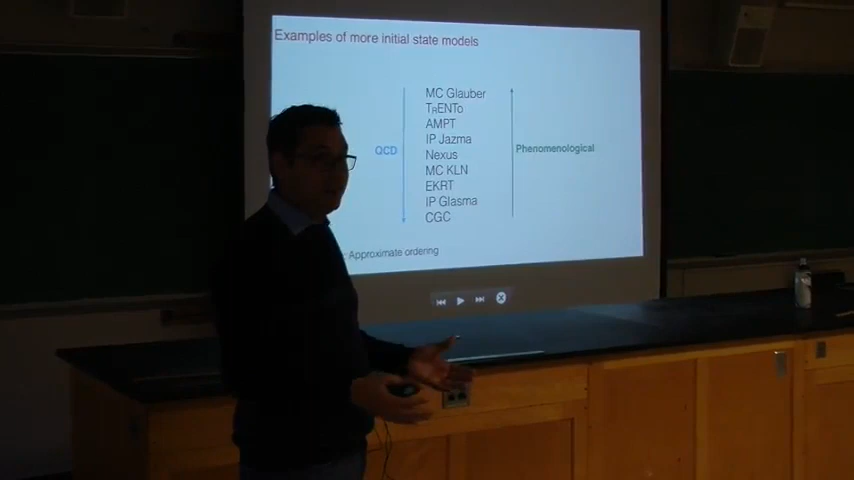 Examples of more initial state models
MC Glauber
TRENTo
AMPT
IP Jazma
QCD
Phenomenological
Nexus
MC KLN
EKRT
IP Glasma
CGC
: Approximate ordering